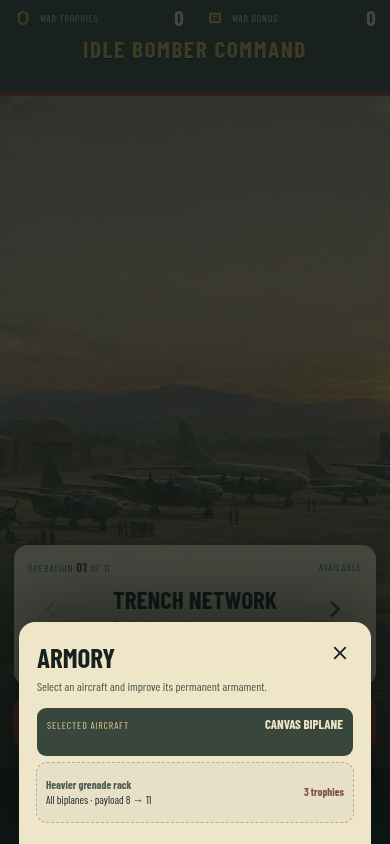 WAR TROPHIES 0 WAR BONDS 0
IDLE BOMBER COMMAND
OPERATION 01 OF 11 AVAILABLE
TRENCH NETWORK
ARMORY
Select an aircraft and improve its permanent armament.
SELECTED AIRCRAFT CANVAS BIPLANE
Heavier grenade rack
All biplanes · payload 8 → 11
3 trophies